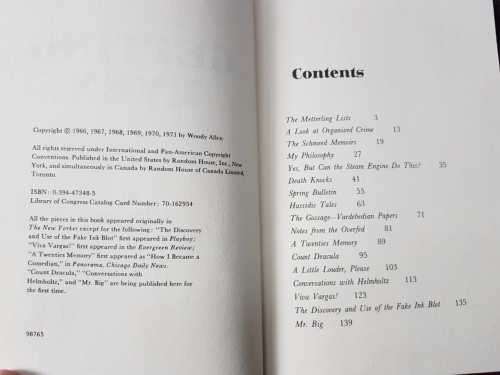 Copyright © 1966, 1967, 1968, 1969, 1970, 1971 by Woody Allen
All rights reserved under International and Pan-American Copyright
Conventions. Published in the United States by Random House, Inc., New
York, and simultaneously in Canada by Random House of Canada Limited,
Toronto.
ISBN: 0-394-47348-5
Library of Congress Catalog Card Number: 70-162954
All the pieces in this book appeared originally in
The New Yorker except for the following: "The Discovery
and Use of the Fake Ink Blot" first appeared in Playboy;
"Viva Vargas!" first appeared in the Evergreen Review;
"A Twenties Memory" first appeared as "How I Became a
Comedian," in Panorama, Chicago Daily News.
"Count Dracula," "Conversations with
Helmholtz," and "Mr. Big" are being published here for
the first time.
98765
Contents
The Metterling Lists 3
A Look at Organized Crime 13
The Schmeed Memoirs 19
My Philosophy 27
Yes, But Can the Steam Engine Do This? 35
Death Knocks 41
Spring Bulletin 55
Hassidic Tales 63
The Gossage—Vardebedian Papers 71
Notes from the Overfed 81
A Twenties Memory 89
Count Dracula 95
A Little Louder, Please 103
Conversations with Helmholtz 113
Viva Vargas! 123
The Discovery and Use of the Fake Ink Blot 135
Mr. Big 139